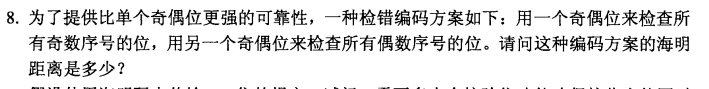 8. 为了提供比单个奇偶位更强的可靠性，一种检错编码方案如下：用一个奇偶位来检查所
有奇数序号的位，用另一个奇偶位来检查所有偶数序号的位。请问这种编码方案的海明
距离是多少？